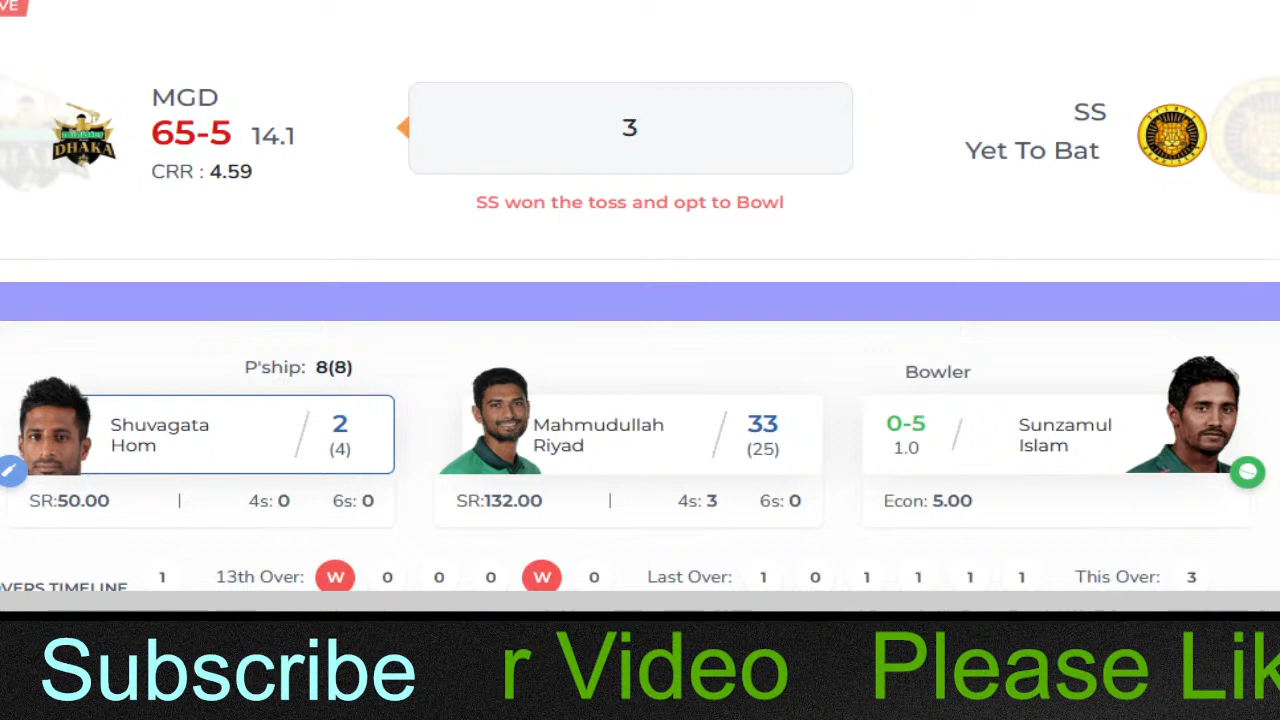 VE
MGD
65-5 14.1
CRR : 4.59
3
SS won the toss and opt to Bowl
SS
Yet To Bat
DHAKA
P'ship: 8(8)
Shuvagata
Hom
2
(4)
SR:50.00 | 4s: 0 6s: 0
Mahmudullah
Riyad
33
(25)
SR:132.00 | 4s: 3 6s: 0
Bowler
0-5
1.0
Sunzamul
Islam
Econ: 5.00
VERS TIMELINE 1 13th Over: W 0 0 0 W 0 Last Over: 1 0 1 1 1 1 This Over: 3
Subscribe r Video Please Lik